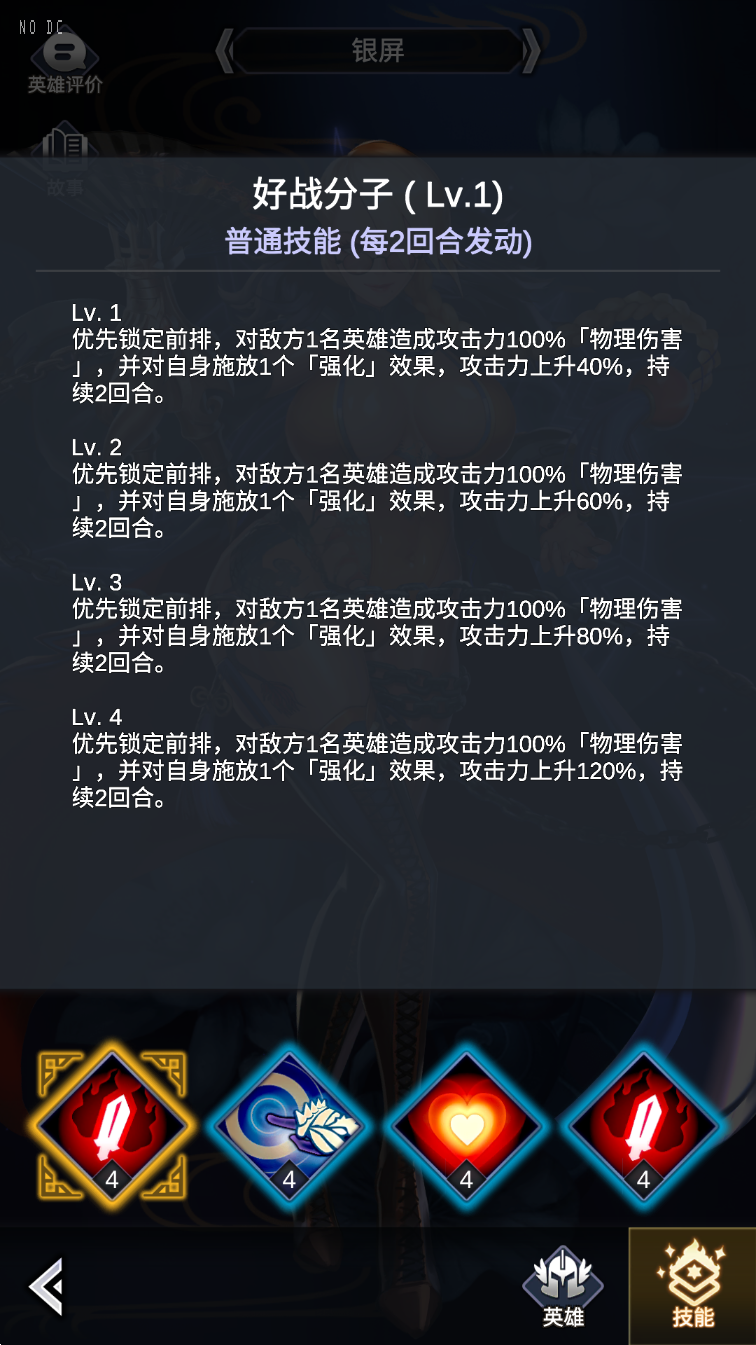 NO DC
银屏
英雄评价
故事
好战分子 ( Lv.1)
普通技能 (每2回合发动)
Lv. 1
优先锁定前排，对敌方1名英雄造成攻击力100%「物理伤害
」，并对自身施放1个「强化」效果，攻击力上升40%，持
续2回合。
Lv. 2
优先锁定前排，对敌方1名英雄造成攻击力100%「物理伤害
」，并对自身施放1个「强化」效果，攻击力上升60%，持
续2回合。
Lv. 3
优先锁定前排，对敌方1名英雄造成攻击力100%「物理伤害
」，并对自身施放1个「强化」效果，攻击力上升80%，持
续2回合。
Lv. 4
优先锁定前排，对敌方1名英雄造成攻击力100%「物理伤害
」，并对自身施放1个「强化」效果，攻击力上升120%，持
续2回合。
4
4
4
4
英雄
技能